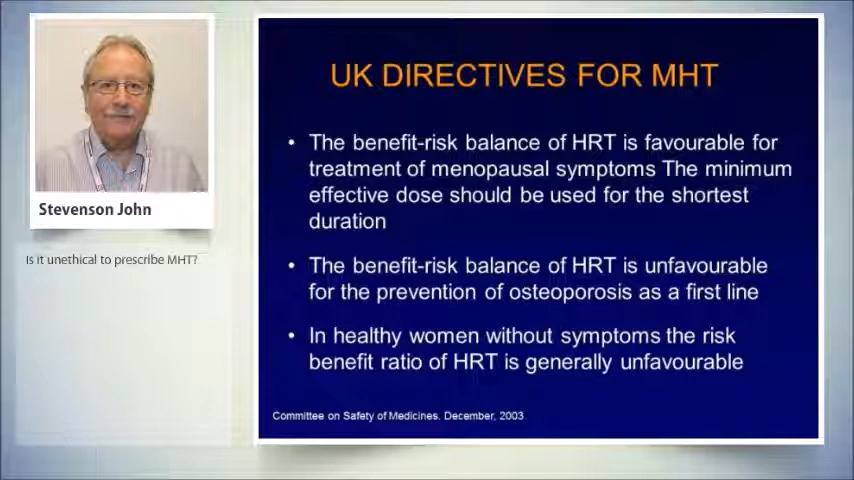 Stevenson John
Is it unethical to prescribe MHT?
UK DIRECTIVES FOR MHT
• The benefit-risk balance of HRT is favourable for
treatment of menopausal symptoms The minimum
effective dose should be used for the shortest
duration
• The benefit-risk balance of HRT is unfavourable
for the prevention of osteoporosis as a first line
• In healthy women without symptoms the risk
benefit ratio of HRT is generally unfavourable
Committee on Safety of Medicines. December, 2003